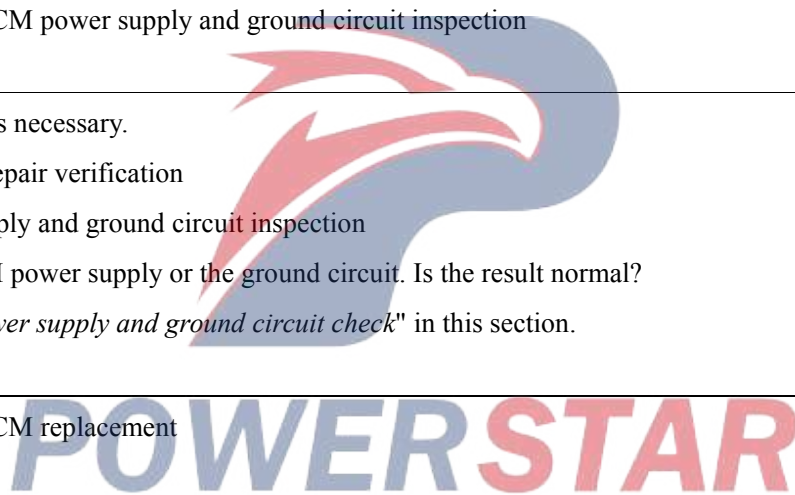 CM power supply and ground circuit inspection
s necessary.
epair verification
ply and ground circuit inspection
power supply or the ground circuit. Is the result normal?
ver supply and ground circuit check" in this section.
CM replacement
POWERSTAR